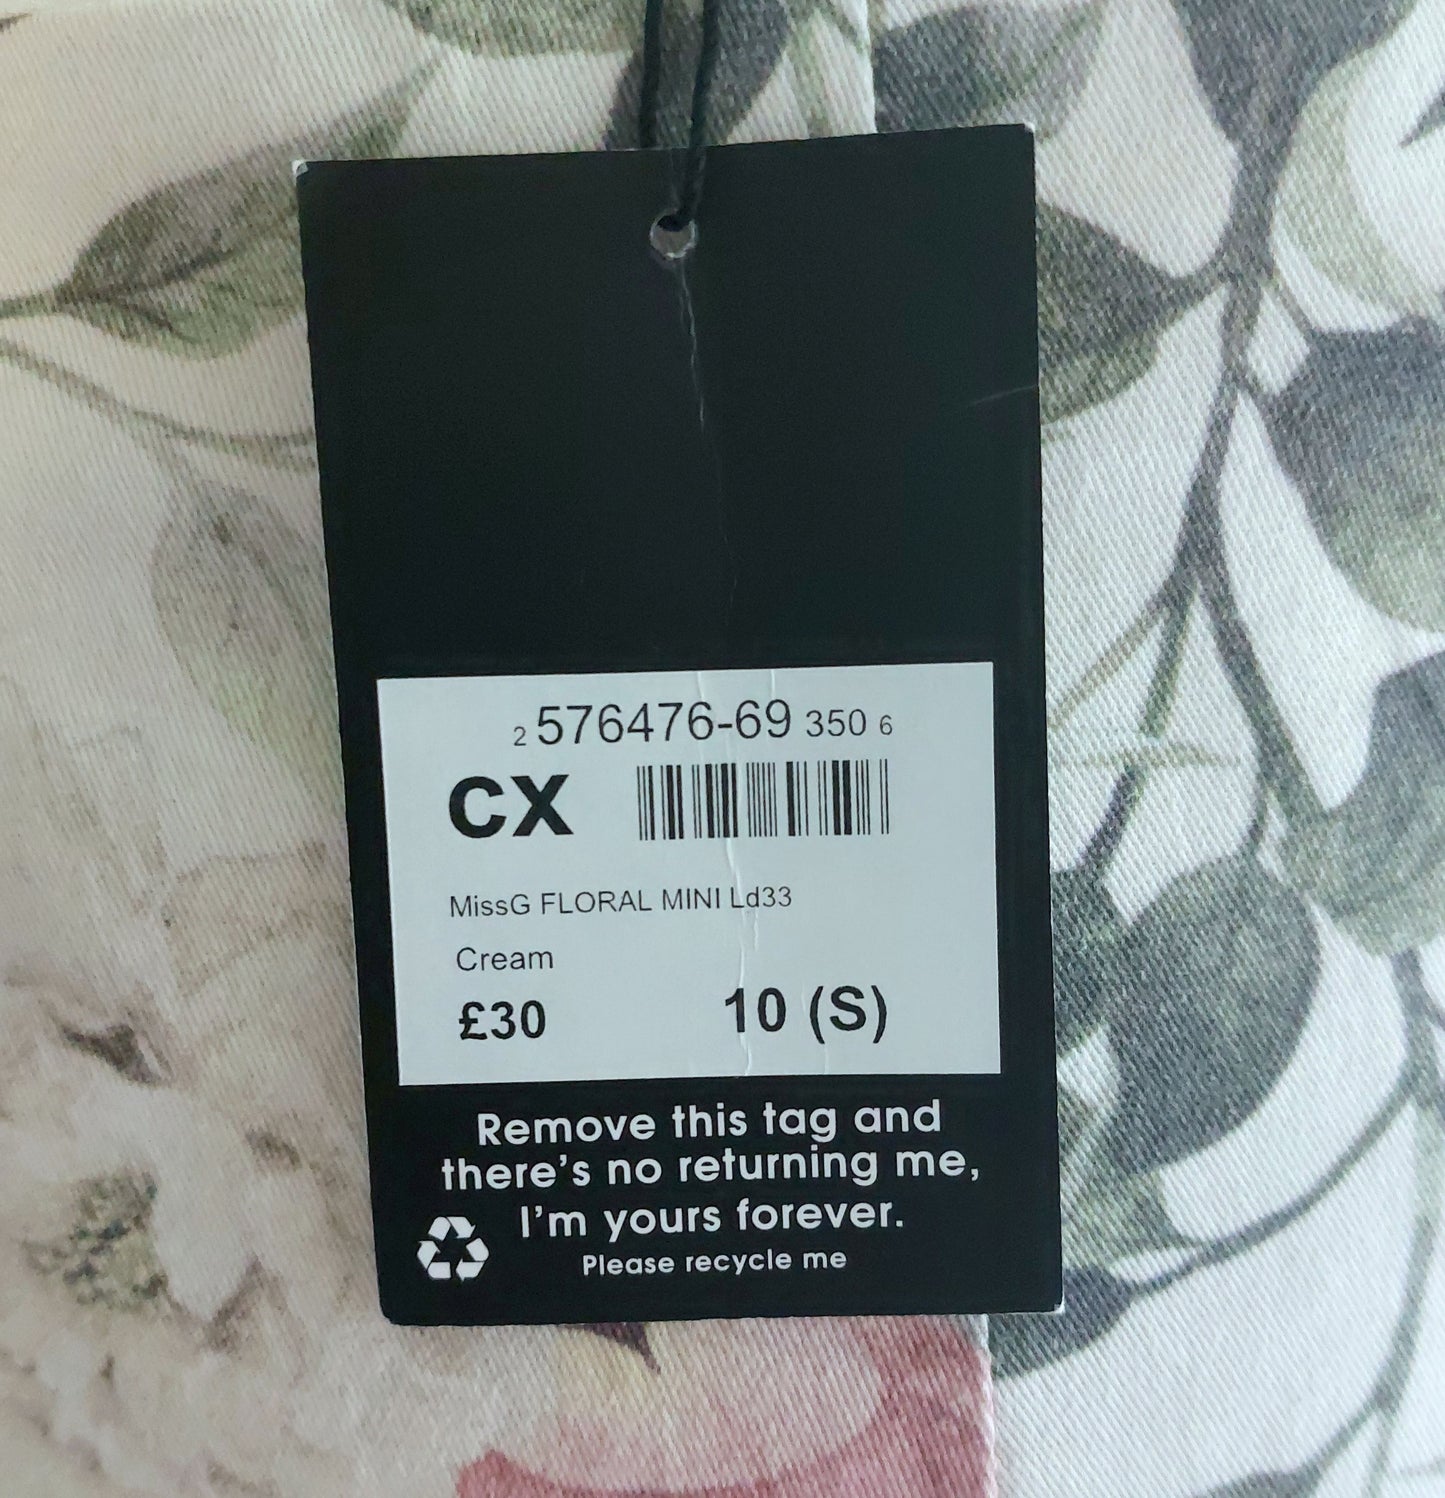 2 576476-69 350 6
CX
MissG FLORAL MINI Ld33
Cream
£30 10 (S)
Remove this tag and
there's no returning me,
I'm yours forever.
Please recycle me